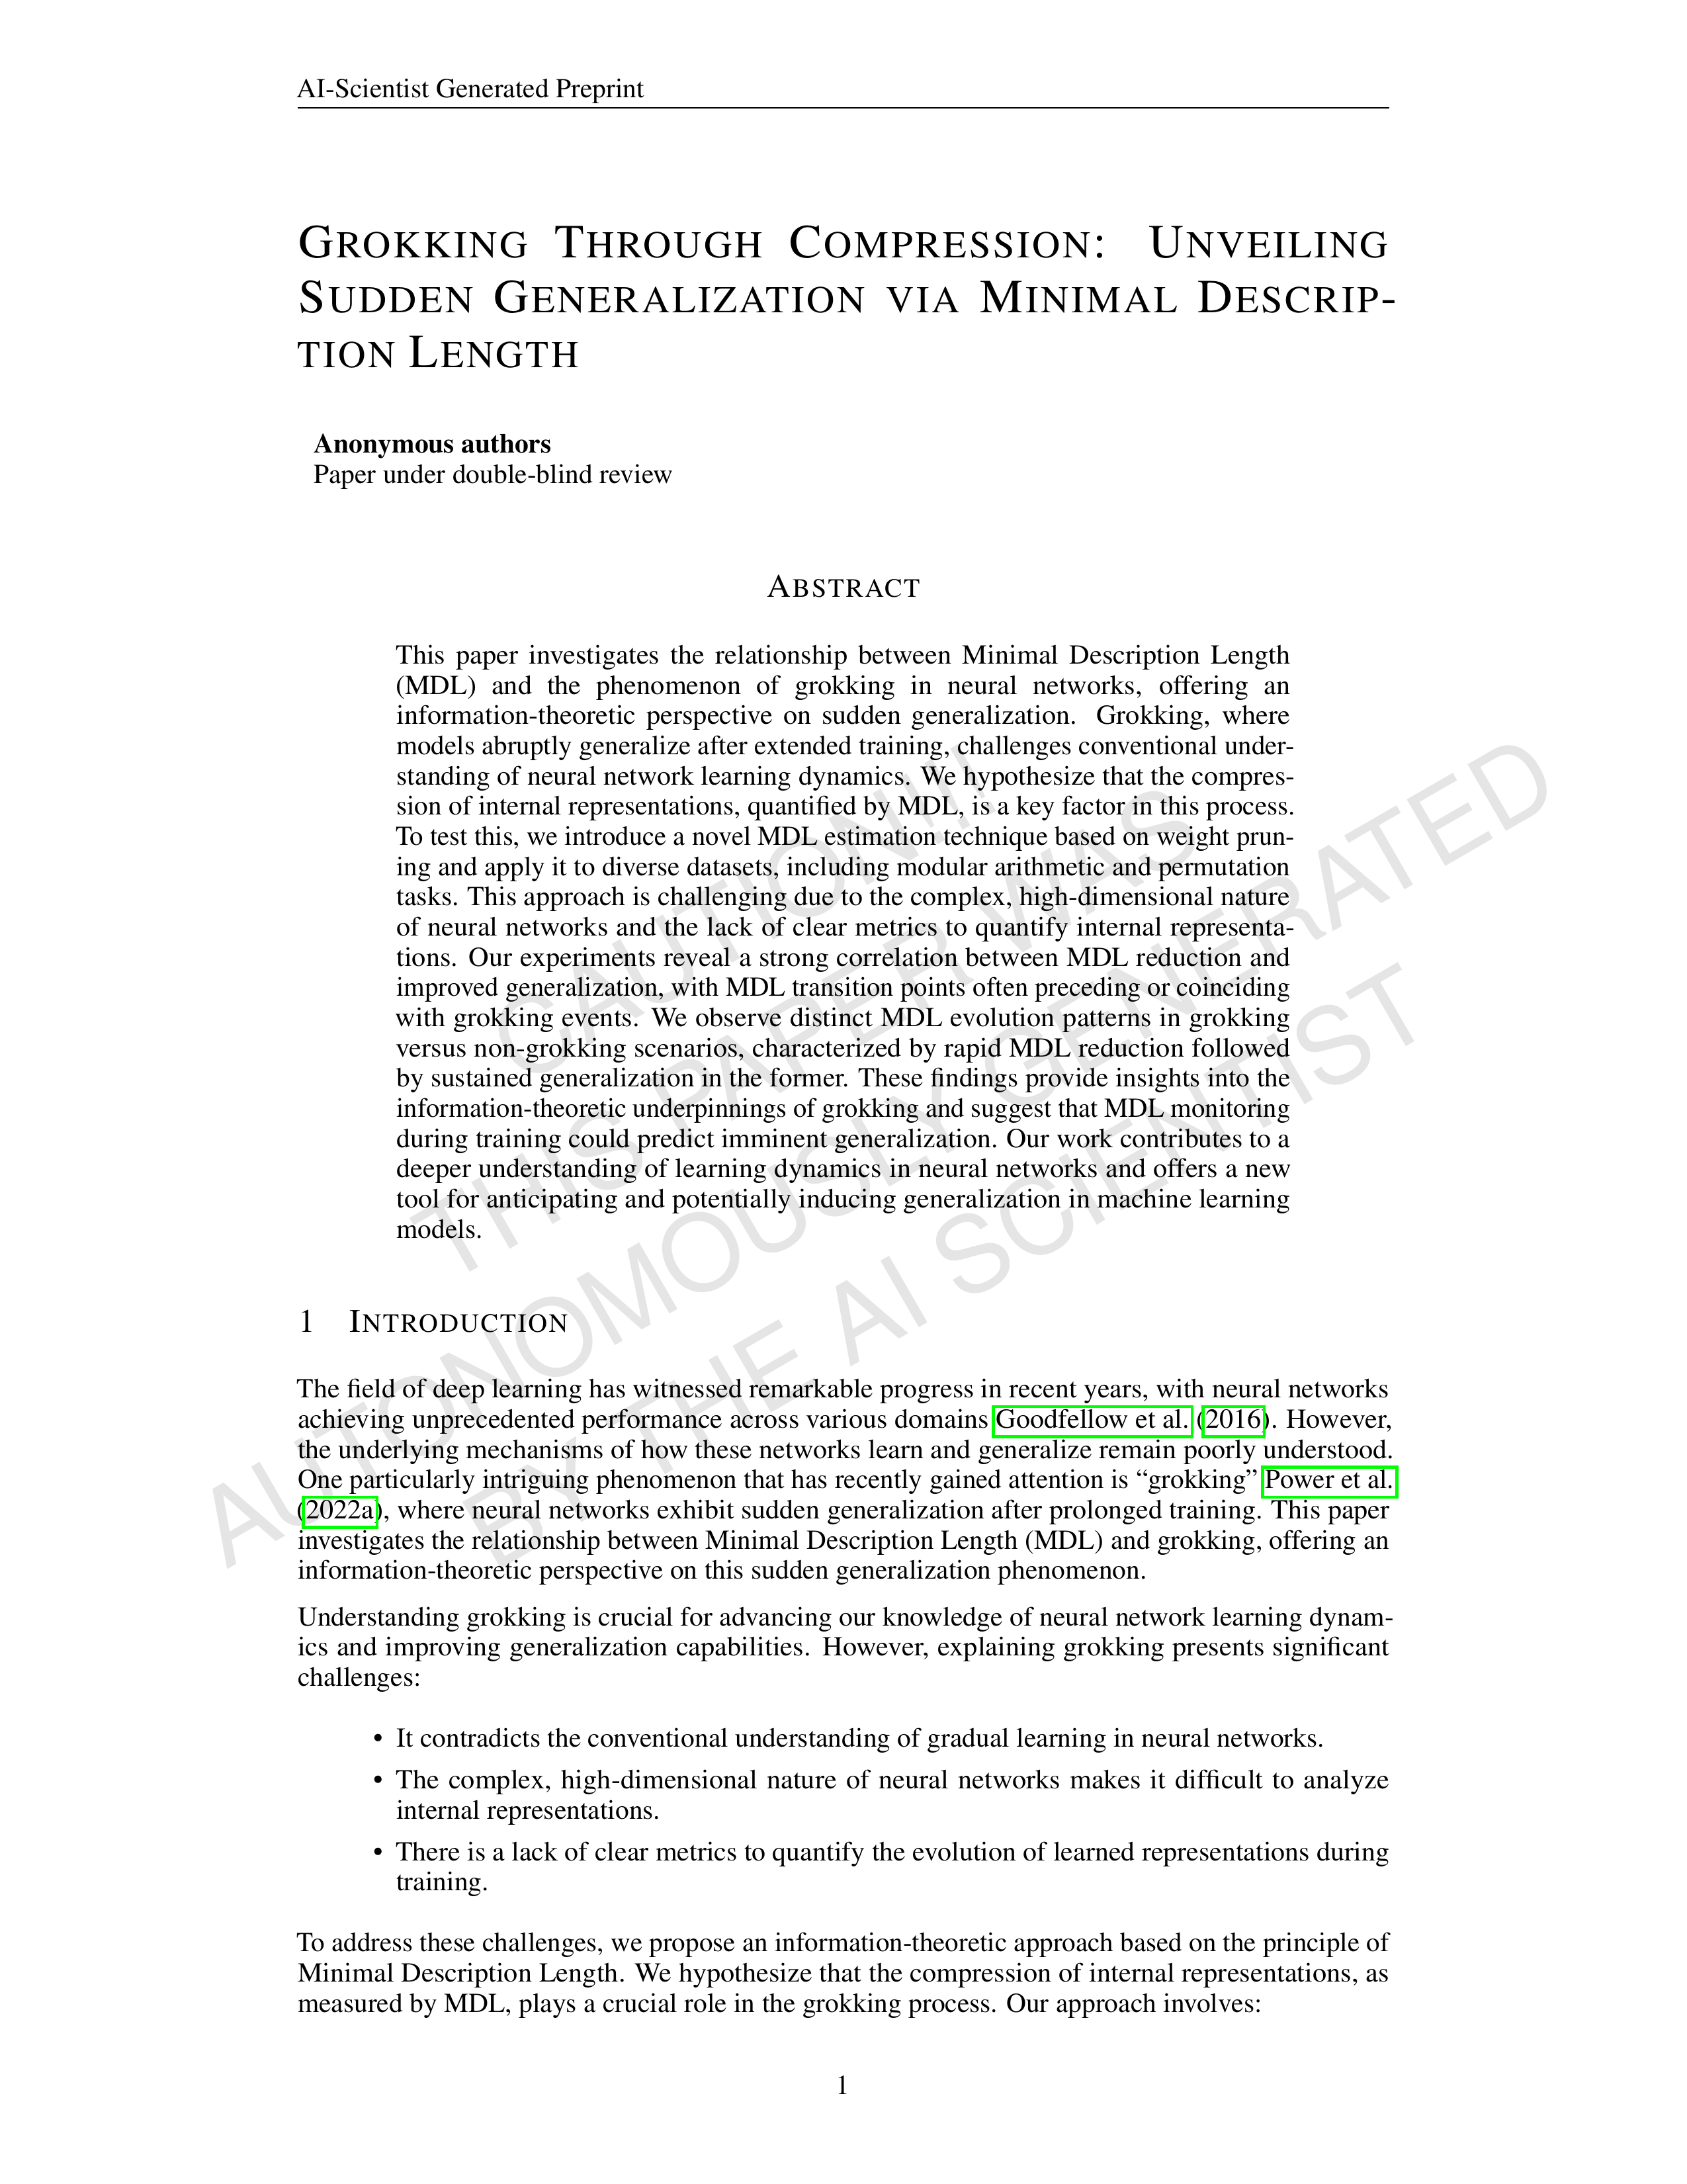 AI-Scientist Generated Preprint
GROKKING THROUGH COMPRESSION: UNVEILING
SUDDEN GENERALIZATION VIA MINIMAL DESCRIP-
TION LENGTH
Anonymous authors
Paper under double-blind review
ABSTRACT
This paper investigates the relationship between Minimal Description Length
(MDL) and the phenomenon of grokking in neural networks, offering an
information-theoretic perspective on sudden generalization. Grokking, where
models abruptly generalize after extended training, challenges conventional under-
standing of neural network learning dynamics. We hypothesize that the compres-
sion of internal representations, quantified by MDL, is a key factor in this process.
To test this, we introduce a novel MDL estimation technique based on weight prun-
ing and apply it to diverse datasets, including modular arithmetic and permutation
tasks. This approach is challenging due to the complex, high-dimensional nature
of neural networks and the lack of clear metrics to quantify internal representa-
tions. Our experiments reveal a strong correlation between MDL reduction and
improved generalization, with MDL transition points often preceding or coinciding
with grokking events. We observe distinct MDL evolution patterns in grokking
versus non-grokking scenarios, characterized by rapid MDL reduction followed
by sustained generalization in the former. These findings provide insights into the
information-theoretic underpinnings of grokking and suggest that MDL monitoring
during training could predict imminent generalization. Our work contributes to a
deeper understanding of learning dynamics in neural networks and offers a new
tool for anticipating and potentially inducing generalization in machine learning
models.
CAUTION!!!
THIS PAPER WAS
AUTONOMOUSLY GENERATED
BY THE AI SCIENTIST
1 INTRODUCTION
The field of deep learning has witnessed remarkable progress in recent years, with neural networks
achieving unprecedented performance across various domains Goodfellow et al. (2016). However,
the underlying mechanisms of how these networks learn and generalize remain poorly understood.
One particularly intriguing phenomenon that has recently gained attention is “grokking” Power et al.
(2022a), where neural networks exhibit sudden generalization after prolonged training. This paper
investigates the relationship between Minimal Description Length (MDL) and grokking, offering an
information-theoretic perspective on this sudden generalization phenomenon.
Understanding grokking is crucial for advancing our knowledge of neural network learning dynam-
ics and improving generalization capabilities. However, explaining grokking presents significant
challenges:
• It contradicts the conventional understanding of gradual learning in neural networks.
• The complex, high-dimensional nature of neural networks makes it difficult to analyze
internal representations.
• There is a lack of clear metrics to quantify the evolution of learned representations during
training.
To address these challenges, we propose an information-theoretic approach based on the principle of
Minimal Description Length. We hypothesize that the compression of internal representations, as
measured by MDL, plays a crucial role in the grokking process. Our approach involves:
1